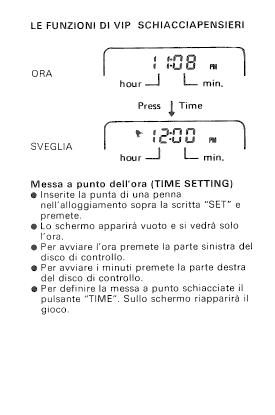 LE FUNZIONI DI VIP SCHIACCIAPENSIERI
ORA
11:08 PM
hour min.
Press Time
SVEGLIA
12:00 PM
hour min.
Messa a punto dell'ora (TIME SETTING)
● Inserite la punta di una penna
nell'alloggiamento sopra la scritta "SET" e
premete.
● Lo schermo apparirà vuoto e si vedrà solo
l'ora.
● Per avviare l'ora premete la parte sinistra del
disco di controllo.
● Per avviare i minuti premete la parte destra
del disco di controllo.
● Per definire la messa a punto schiacciate il
pulsante "TIME". Sullo schermo riapparirà il
gioco.